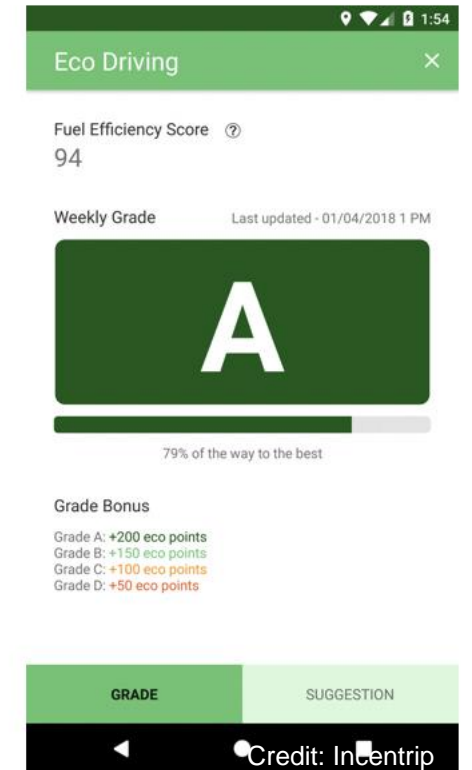 1:54
Eco Driving ×
Fuel Efficiency Score ?
94
Weekly Grade Last updated - 01/04/2018 1 PM
A
79% of the way to the best
Grade Bonus
Grade A: +200 eco points
Grade B: +150 eco points
Grade C: +100 eco points
Grade D: +50 eco points
GRADE SUGGESTION
Credit: Incentrip